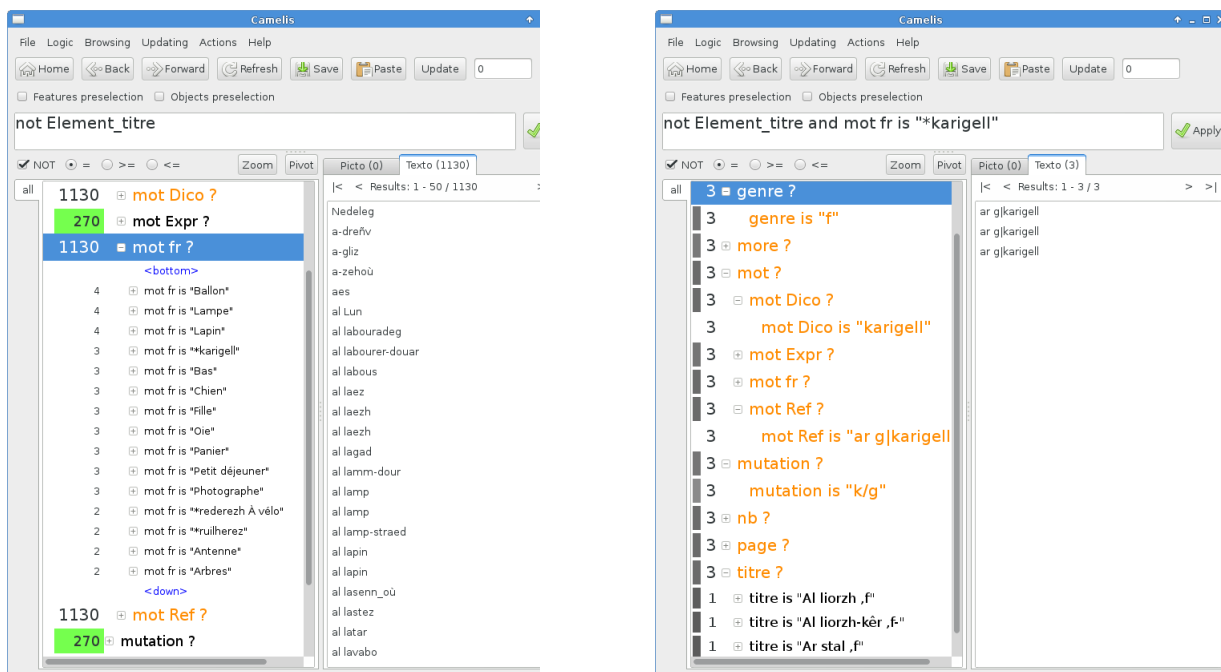 Camelis
File Logic Browsing Updating Actions Help
Home Back Forward Refresh Save Paste Update 0
Features preselection Objects preselection
not Element_titre
NOT = >= <= Zoom Pivot Picto (0) Texto (1130)
all
1130 mot Dico ?
270 mot Expr ?
1130 mot fr ?
<bottom>
4 mot fr is "Ballon"
4 mot fr is "Lampe"
4 mot fr is "Lapin"
3 mot fr is "*karigell"
3 mot fr is "Bas"
3 mot fr is "Chien"
3 mot fr is "Fille"
3 mot fr is "Oie"
3 mot fr is "Panier"
3 mot fr is "Petit déjeuner"
3 mot fr is "Photographe"
2 mot fr is "*rederezh À vélo"
2 mot fr is "*ruilherez"
2 mot fr is "Antenne"
2 mot fr is "Arbres"
<down>
1130 mot Ref ?
270 mutation ?
|< < Results: 1 - 50 / 1130 >
Nedeleg
a-dreñv
a-gliz
a-zehoù
aes
al Lun
al labouradeg
al labourer-douar
al labous
al laez
al laezh
al laezh
al lagad
al lamm-dour
al lamp
al lamp
al lamp-straed
al lapin
al lapin
al lasenn_où
al lastez
al latar
al lavabo
Camelis
File Logic Browsing Updating Actions Help
Home Back Forward Refresh Save Paste Update 0
Features preselection Objects preselection
not Element_titre and mot fr is "*karigell"
Apply
NOT = >= <= Zoom Pivot Picto (0) Texto (3)
all
3 genre ?
3 genre is "f"
3 more ?
3 mot ?
3 mot Dico ?
3 mot Dico is "karigell"
3 mot Expr ?
3 mot fr ?
3 mot Ref ?
3 mot Ref is "ar g|karigell
3 mutation ?
3 mutation is "k/g"
3 nb ?
3 page ?
3 titre ?
1 titre is "Al liorzh ,f"
1 titre is "Al liorzh-kêr ,f-"
1 titre is "Ar stal ,f"
|< < Results: 1 - 3 / 3 > >|
ar g|karigell
ar g|karigell
ar g|karigell